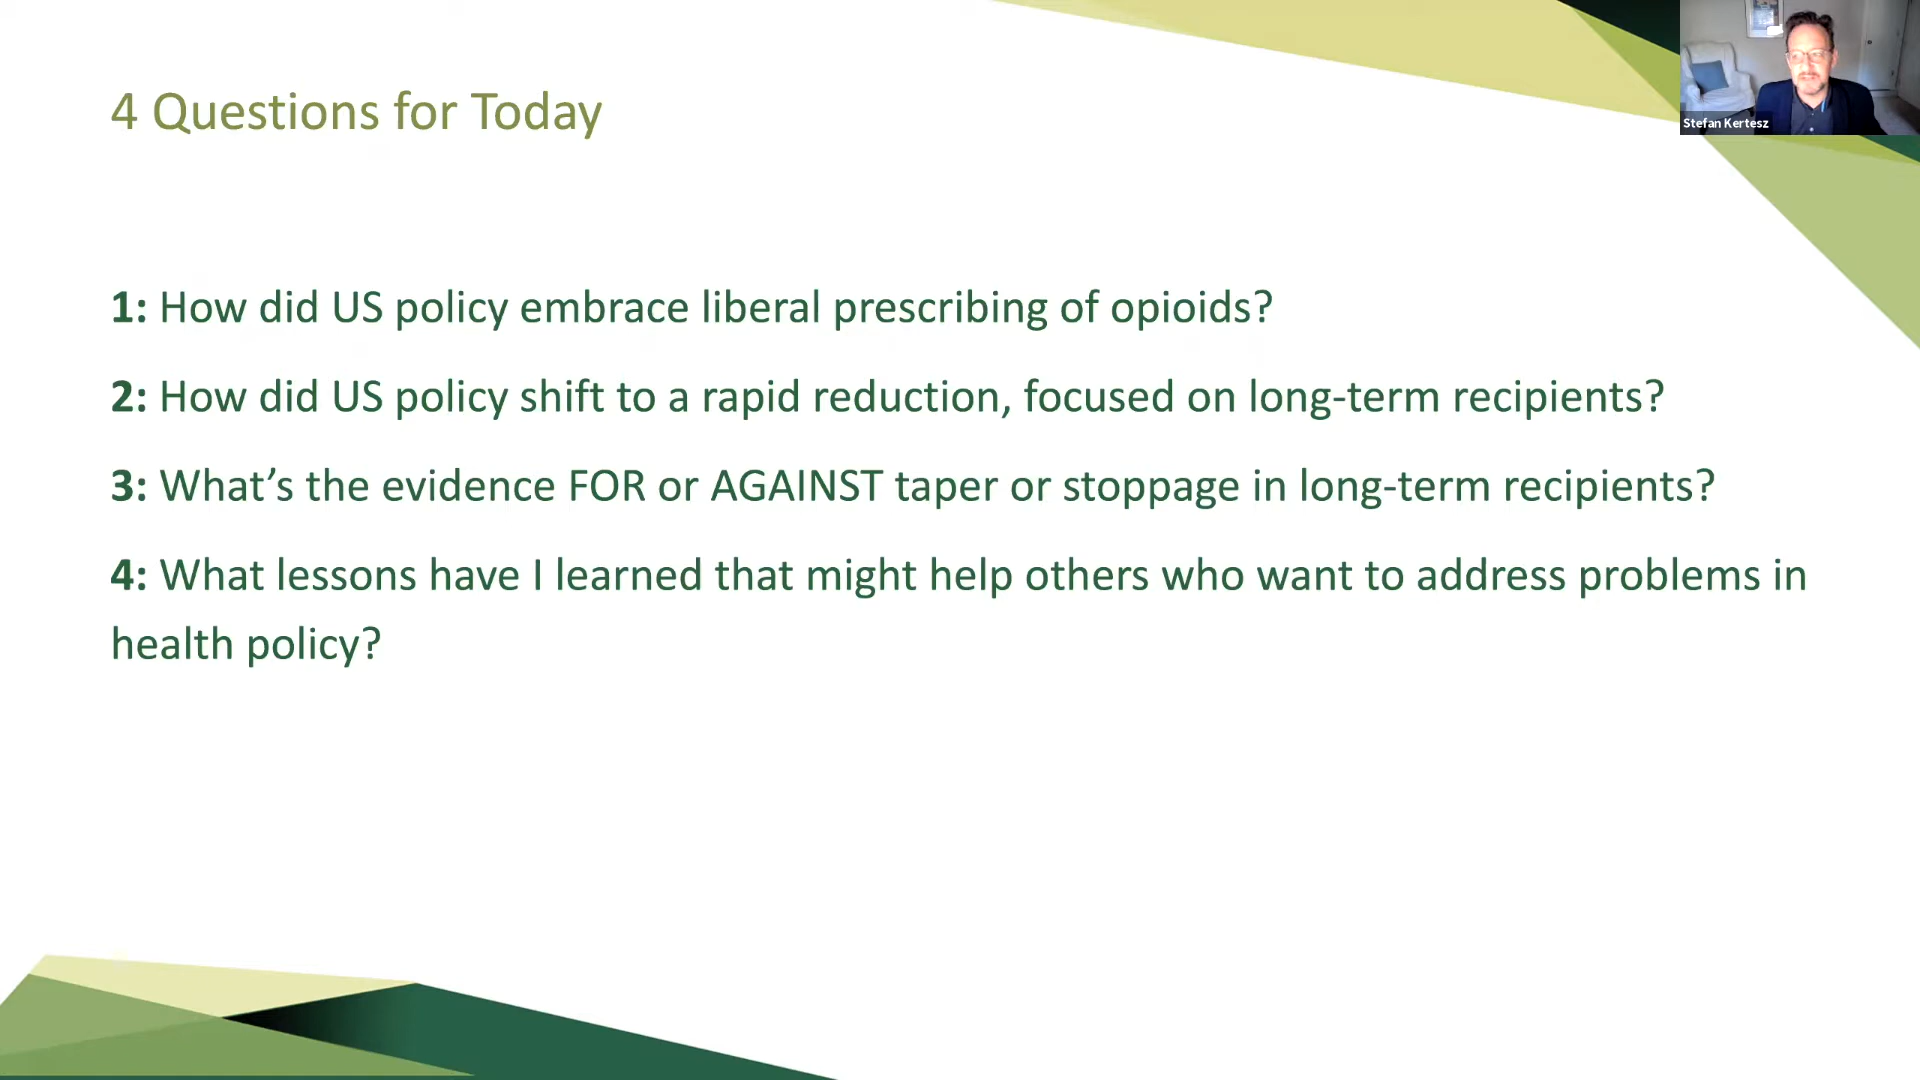 4 Questions for Today
Stefan Kertesz
1: How did US policy embrace liberal prescribing of opioids?
2: How did US policy shift to a rapid reduction, focused on long-term recipients?
3: What’s the evidence FOR or AGAINST taper or stoppage in long-term recipients?
4: What lessons have I learned that might help others who want to address problems in
health policy?